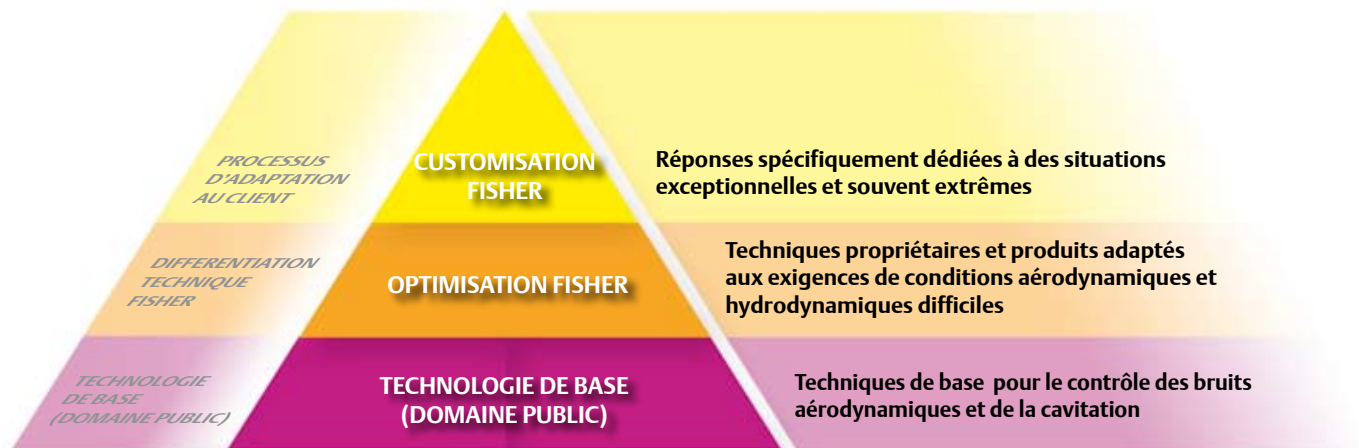 PROCESSUS
D'ADAPTATION
AU CLIENT
CUSTOMISATION
FISHER
Réponses spécifiquement dédiées à des situations
exceptionnelles et souvent extrêmes
DIFFERENTIATION
TECHNIQUE
FISHER
OPTIMISATION FISHER
Techniques propriétaires et produits adaptés
aux exigences de conditions aérodynamiques et
hydrodynamiques difficiles
TECHNOLOGIE
DE BASE
(DOMAINE PUBLIC)
TECHNOLOGIE DE BASE
(DOMAINE PUBLIC)
Techniques de base pour le contrôle des bruits
aérodynamiques et de la cavitation